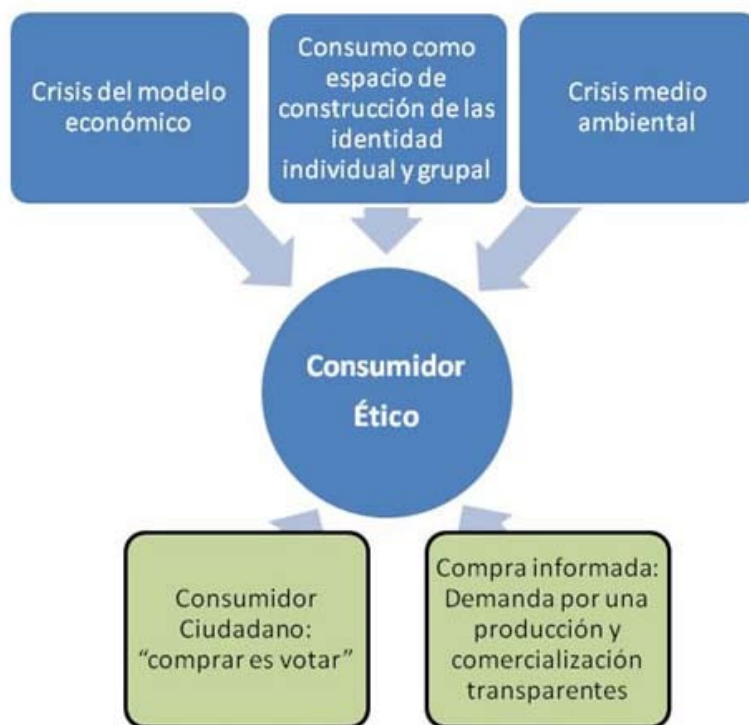 Crisis del modelo
económico
Consumo como
espacio de
construcción de las
identidad
individual y grupal
Crisis medio
ambiental
Consumidor
Ético
Consumidor
Ciudadano:
“comprar es votar”
Compra informada:
Demanda por una
producción y
comercialización
transparentes